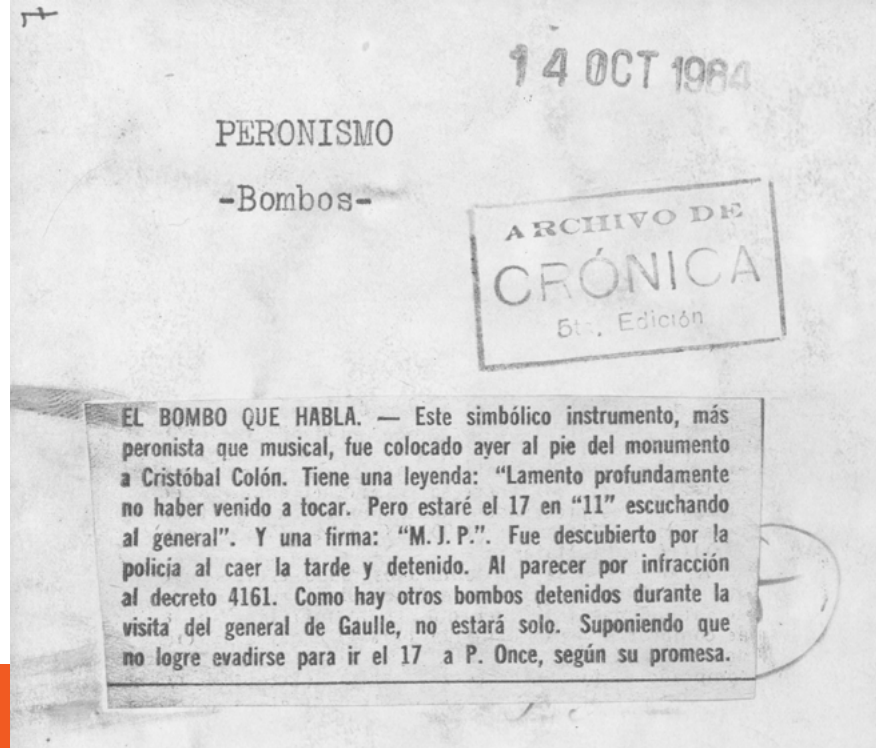 14 OCT 1964
PERONISMO
-Bombos-
ARCHIVO DE
CRÓNICA
5ta. Edición
EL BOMBO QUE HABLA. — Este simbólico instrumento, más
peronista que musical, fue colocado ayer al pie del monumento
a Cristóbal Colón. Tiene una leyenda: “Lamento profundamente
no haber venido a tocar. Pero estaré el 17 en “11” escuchando
al general”. Y una firma: “M. J. P.”. Fue descubierto por la
policía al caer la tarde y detenido. Al parecer por infracción
al decreto 4161. Como hay otros bombos detenidos durante la
visita del general de Gaulle, no estará solo. Suponiendo que
no logre evadirse para ir el 17 a P. Once, según su promesa.